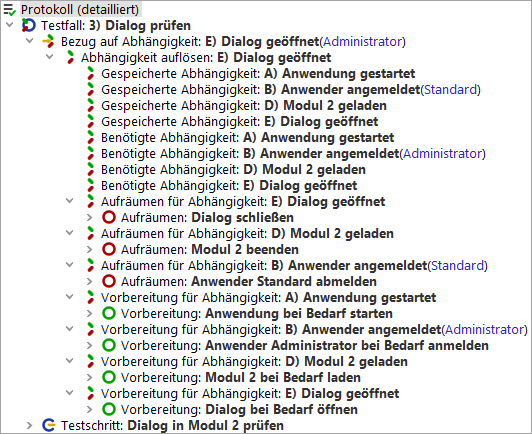 Protokoll (detailliert)
Testfall: 3) Dialog prüfen
Bezug auf Abhängigkeit: E) Dialog geöffnet(Administrator)
Abhängigkeit auflösen: E) Dialog geöffnet
Gespeicherte Abhängigkeit: A) Anwendung gestartet
Gespeicherte Abhängigkeit: B) Anwender angemeldet(Standard)
Gespeicherte Abhängigkeit: D) Modul 2 geladen
Gespeicherte Abhängigkeit: E) Dialog geöffnet
Benötigte Abhängigkeit: A) Anwendung gestartet
Benötigte Abhängigkeit: B) Anwender angemeldet(Administrator)
Benötigte Abhängigkeit: D) Modul 2 geladen
Benötigte Abhängigkeit: E) Dialog geöffnet
Aufräumen für Abhängigkeit: E) Dialog geöffnet
Aufräumen: Dialog schließen
Aufräumen für Abhängigkeit: D) Modul 2 geladen
Aufräumen: Modul 2 beenden
Aufräumen für Abhängigkeit: B) Anwender angemeldet(Standard)
Aufräumen: Anwender Standard abmelden
Vorbereitung für Abhängigkeit: A) Anwendung gestartet
Vorbereitung: Anwendung bei Bedarf starten
Vorbereitung für Abhängigkeit: B) Anwender angemeldet(Administrator)
Vorbereitung: Anwender Administrator bei Bedarf anmelden
Vorbereitung für Abhängigkeit: D) Modul 2 geladen
Vorbereitung: Modul 2 bei Bedarf laden
Vorbereitung für Abhängigkeit: E) Dialog geöffnet
Vorbereitung: Dialog bei Bedarf öffnen
Testschritt: Dialog in Modul 2 prüfen